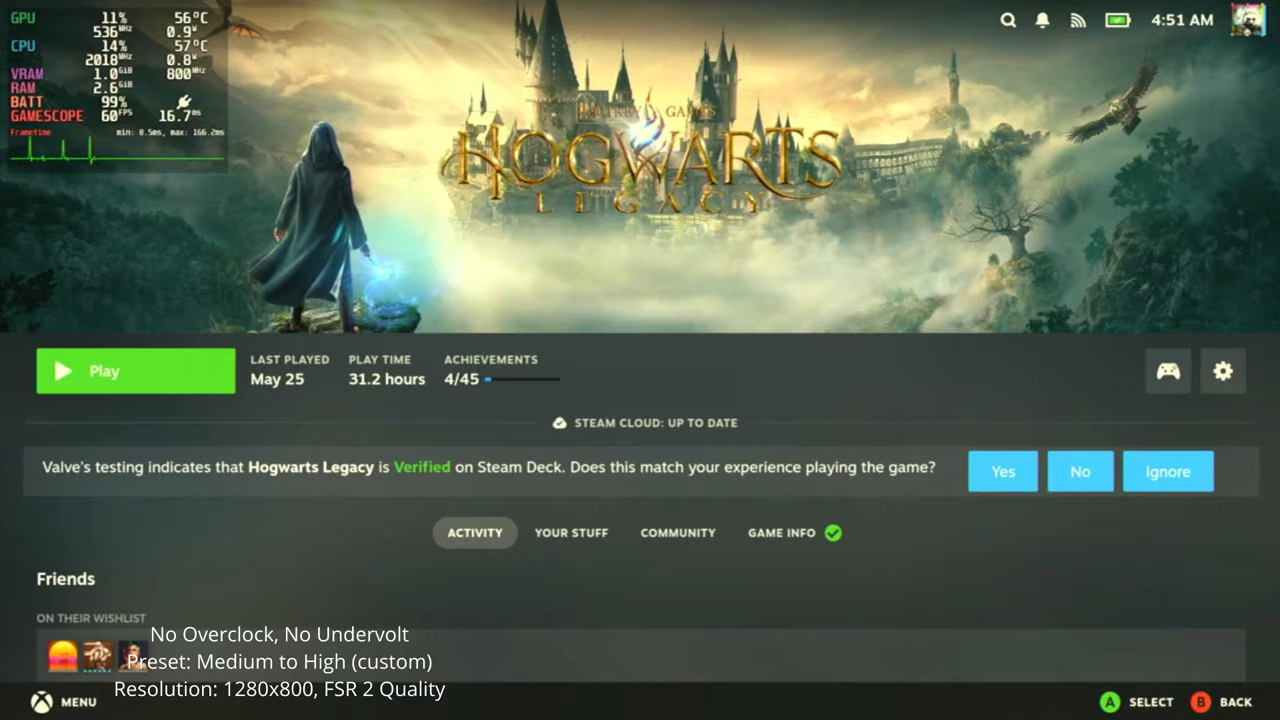 GPU 11% 56°C
536MHz 0.9W
CPU 14% 57°C
2018MHz 0.8W
VRAM 1.0GiB 800MHz
RAM 2.6GiB
BATT 99%
GAMESCOPE 60FPS 16.7ms
Frametime min: 0.5ms, max: 166.2ms
4:51 AM
HOGWARTS
LEGACY
Play
LAST PLAYED
May 25
PLAY TIME
31.2 hours
ACHIEVEMENTS
4/45
STEAM CLOUD: UP TO DATE
Valve's testing indicates that Hogwarts Legacy is Verified on Steam Deck. Does this match your experience playing the game?
Yes
No
Ignore
ACTIVITY
YOUR STUFF
COMMUNITY
GAME INFO
Friends
ON THEIR WISHLIST
No Overclock, No Undervolt
Preset: Medium to High (custom)
Resolution: 1280x800, FSR 2 Quality
MENU
A SELECT
B BACK